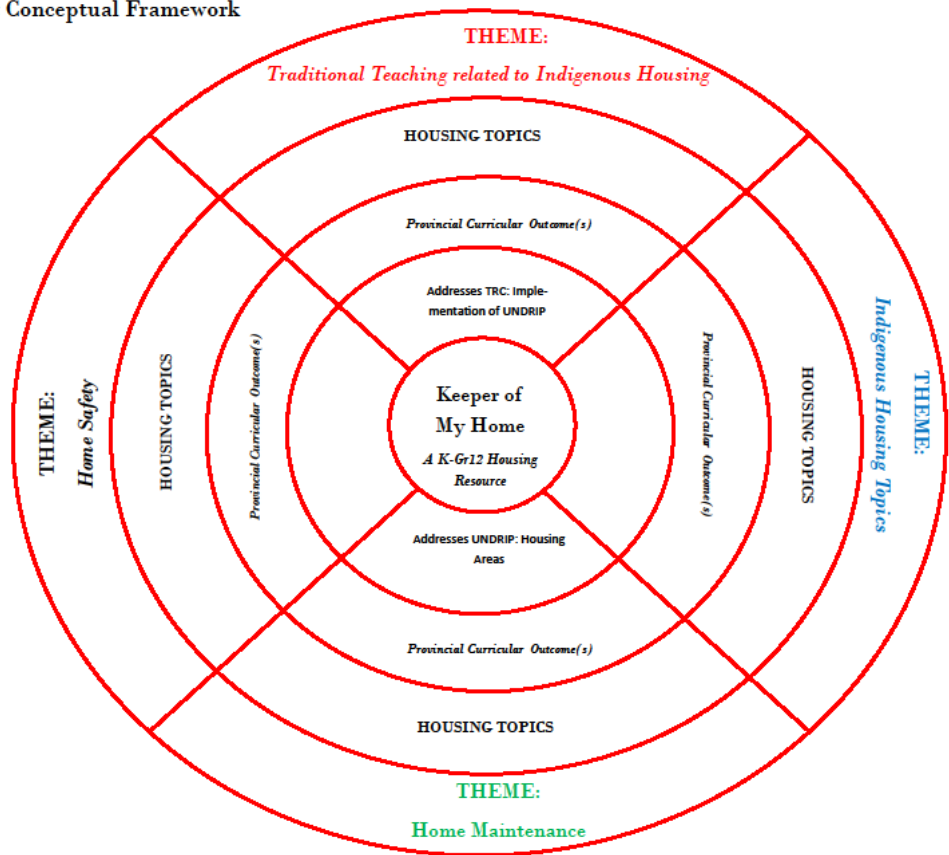 Conceptual Framework
THEME:
Traditional Teaching related to Indigenous Housing
HOUSING TOPICS
Provincial Curricular Outcome(s)
Addresses TRC: Imple-
mentation of UNDRIP
THEME:
Home Safety
HOUSING TOPICS
Provincial Curricular Outcome(s)
Keeper of
My Home
A K-Gr12 Housing
Resource
Provincial Curricular Outcome(s)
HOUSING TOPICS
Indigenous Housing Topics
THEME:
Addresses UNDRIP: Housing
Areas
Provincial Curricular Outcome(s)
HOUSING TOPICS
THEME:
Home Maintenance